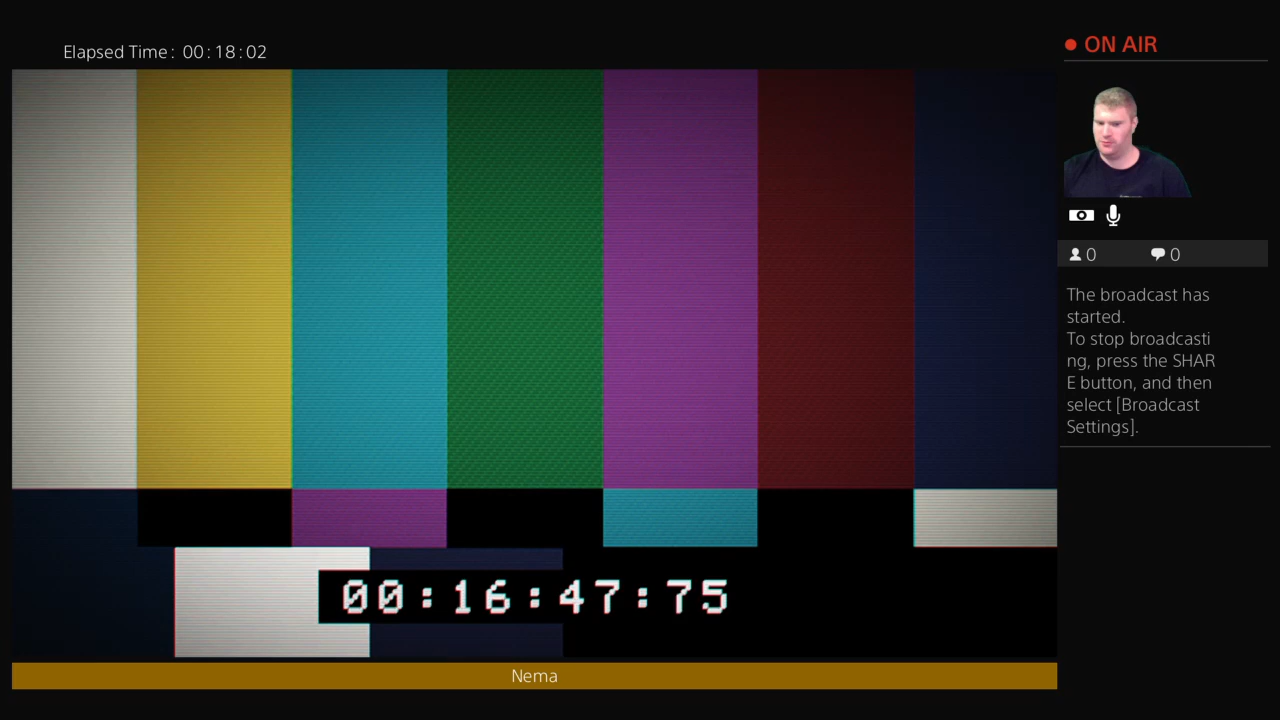 Elapsed Time: 00:18:02
ON AIR
0 0
The broadcast has
started.
To stop broadcasti
ng, press the SHAR
E button, and then
select [Broadcast
Settings].
00:16:47:75
Nema